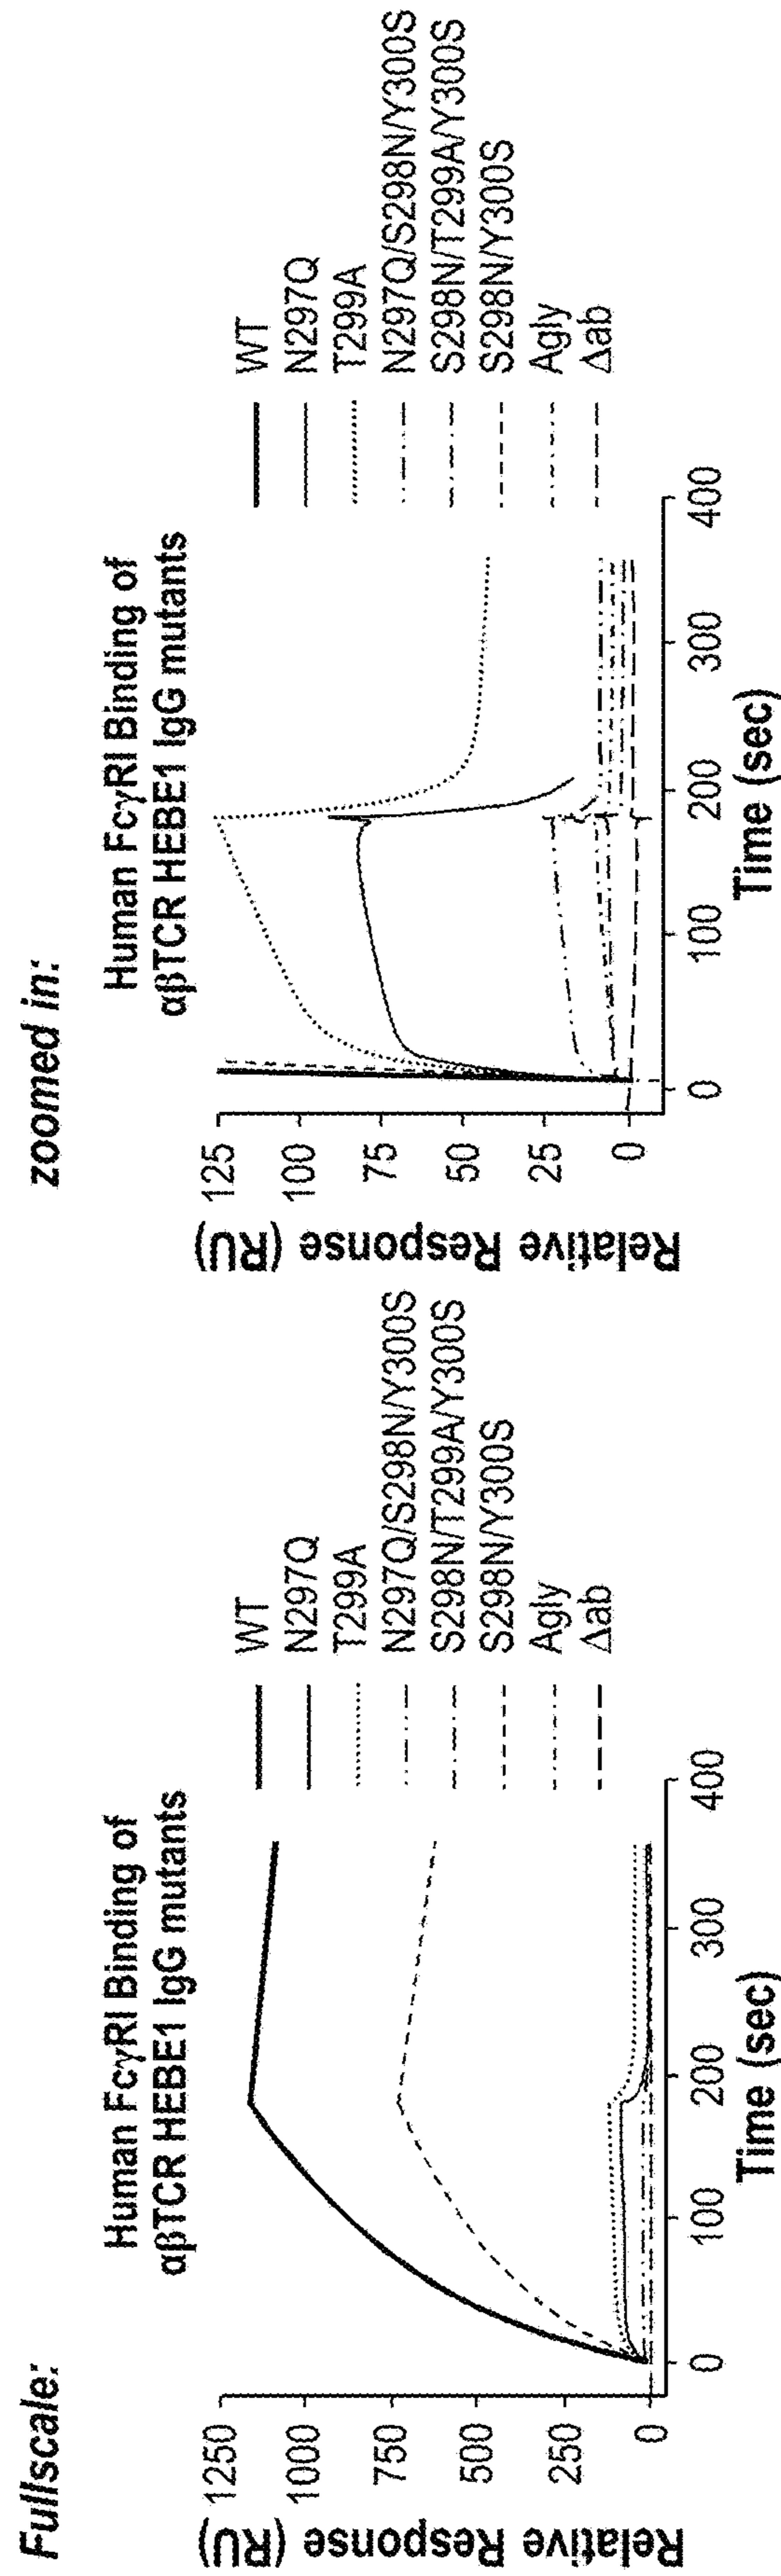 Fullscale:
Human FcγRI Binding of
αβTCR HEBE1 IgG mutants
Relative Response (RU)
1250
1000
750
500
250
0
0
100
200
300
400
Time (sec)
WT
N297Q
T299A
N297Q/S298N/Y300S
S298N/T299A/Y300S
S298N/Y300S
Agly
Δab
zoomed in:
Human FcγRI Binding of
αβTCR HEBE1 IgG mutants
Relative Response (RU)
125
100
75
50
25
0
0
100
200
300
400
Time (sec)
WT
N297Q
T299A
N297Q/S298N/Y300S
S298N/T299A/Y300S
S298N/Y300S
Agly
Δab